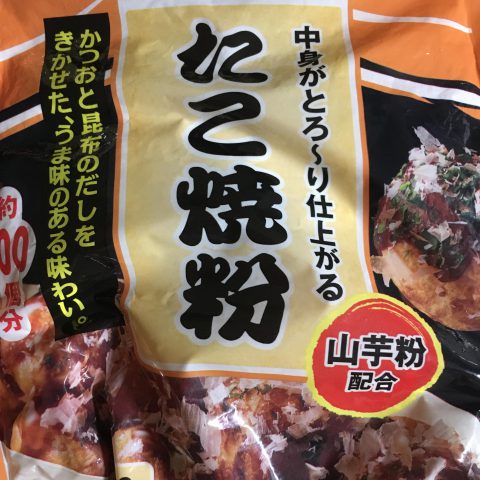 中身がとろ～り仕上がる
たこ焼粉
かつおと昆布のだしを
きかせた、うま味のある味わい。
約
00
個分
山芋粉
配合